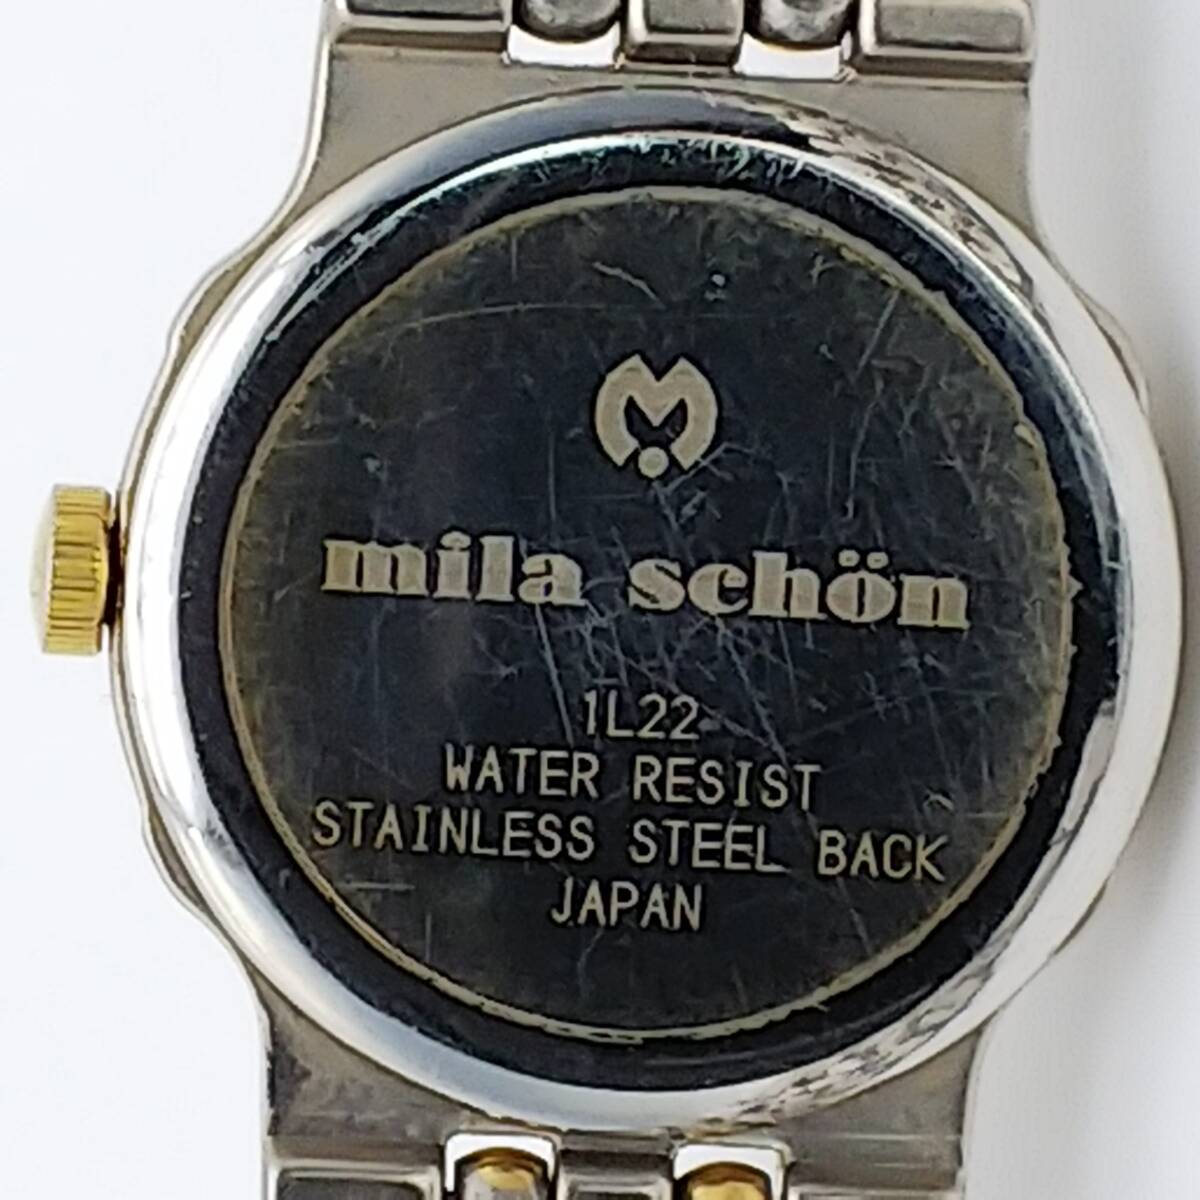 mila schön
1L22
WATER RESIST
STAINLESS STEEL BACK
JAPAN